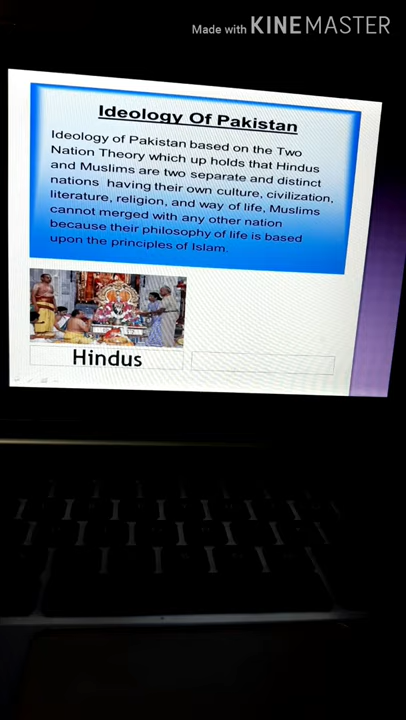 Made with KINEMASTER
Ideology Of Pakistan
Ideology of Pakistan based on the Two
Nation Theory which up holds that Hindus
and Muslims are two separate and distinct
nations having their own culture, civilization,
literature, religion, and way of life, Muslims
cannot merged with any other nation
because their philosophy of life is based
upon the principles of Islam.
Hindus